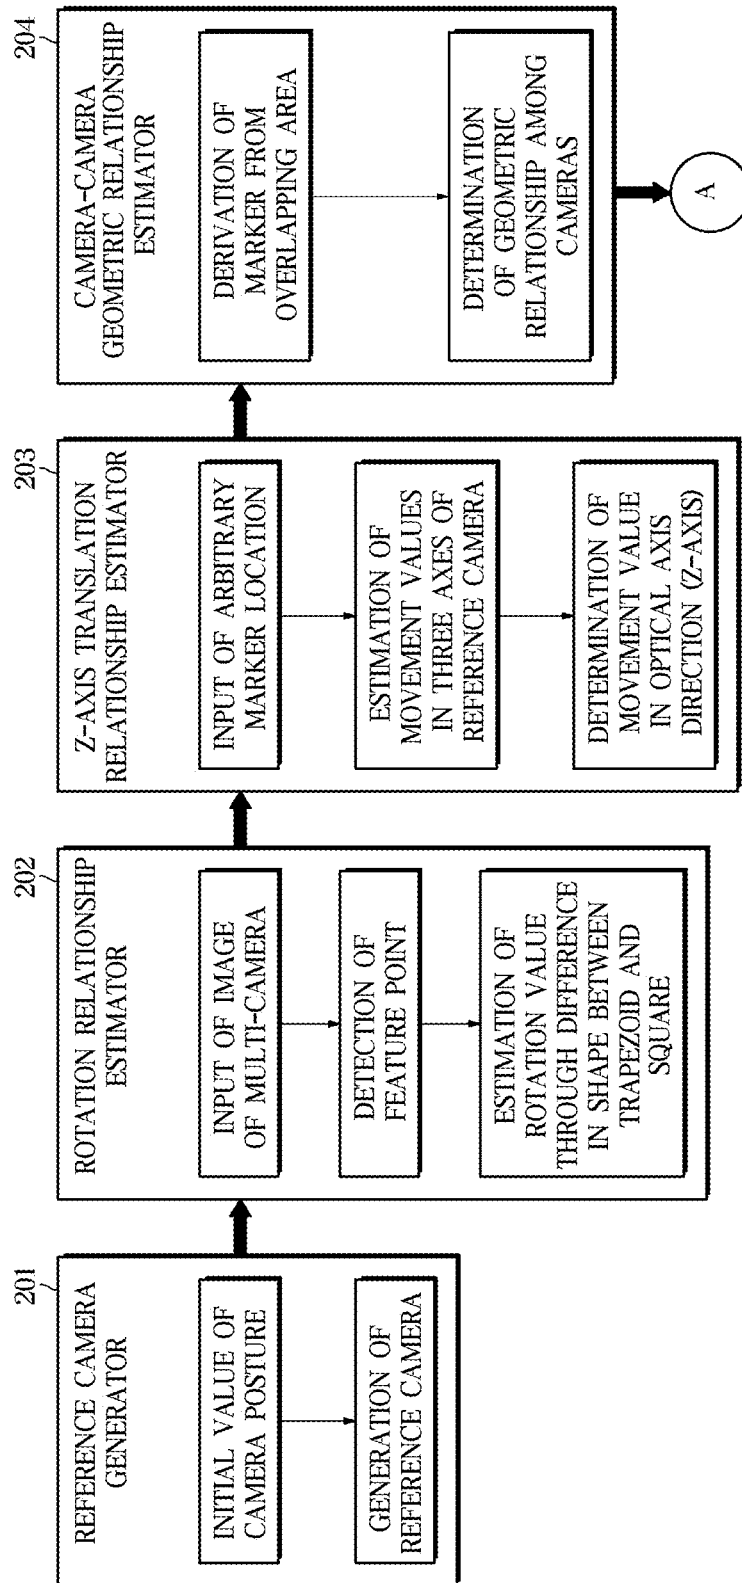 201
REFERENCE CAMERA
GENERATOR
INITIAL VALUE OF
CAMERA POSTURE
GENERATION OF
REFERENCE CAMERA
202
ROTATION RELATIONSHIP
ESTIMATOR
INPUT OF IMAGE
OF MULTI-CAMERA
DETECTION OF
FEATURE POINT
ESTIMATION OF
ROTATION VALUE
THROUGH DIFFERENCE
IN SHAPE BETWEEN
TRAPEZOID AND
SQUARE
203
Z-AXIS TRANSLATION
RELATIONSHIP ESTIMATOR
INPUT OF ARBITRARY
MARKER LOCATION
ESTIMATION OF
MOVEMENT VALUES
IN THREE AXES OF
REFERENCE CAMERA
DETERMINATION OF
MOVEMENT VALUE
IN OPTICAL AXIS
DIRECTION (Z-AXIS)
204
CAMERA-CAMERA
GEOMETRIC RELATIONSHIP
ESTIMATOR
DERIVATION OF
MARKER FROM
OVERLAPPING AREA
DETERMINATION
OF GEOMETRIC
RELATIONSHIP AMONG
CAMERAS
A